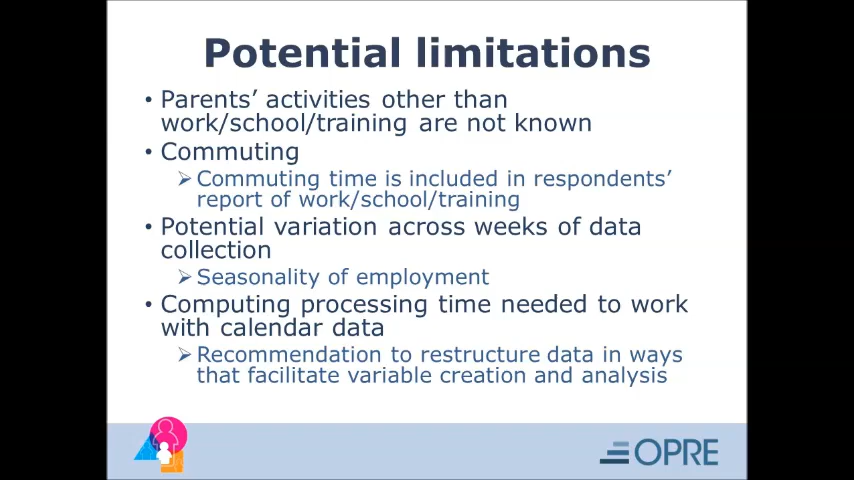 Potential limitations
• Parents’ activities other than
work/school/training are not known
• Commuting
➢ Commuting time is included in respondents’
report of work/school/training
• Potential variation across weeks of data
collection
➢ Seasonality of employment
• Computing processing time needed to work
with calendar data
➢ Recommendation to restructure data in ways
that facilitate variable creation and analysis
OPRE